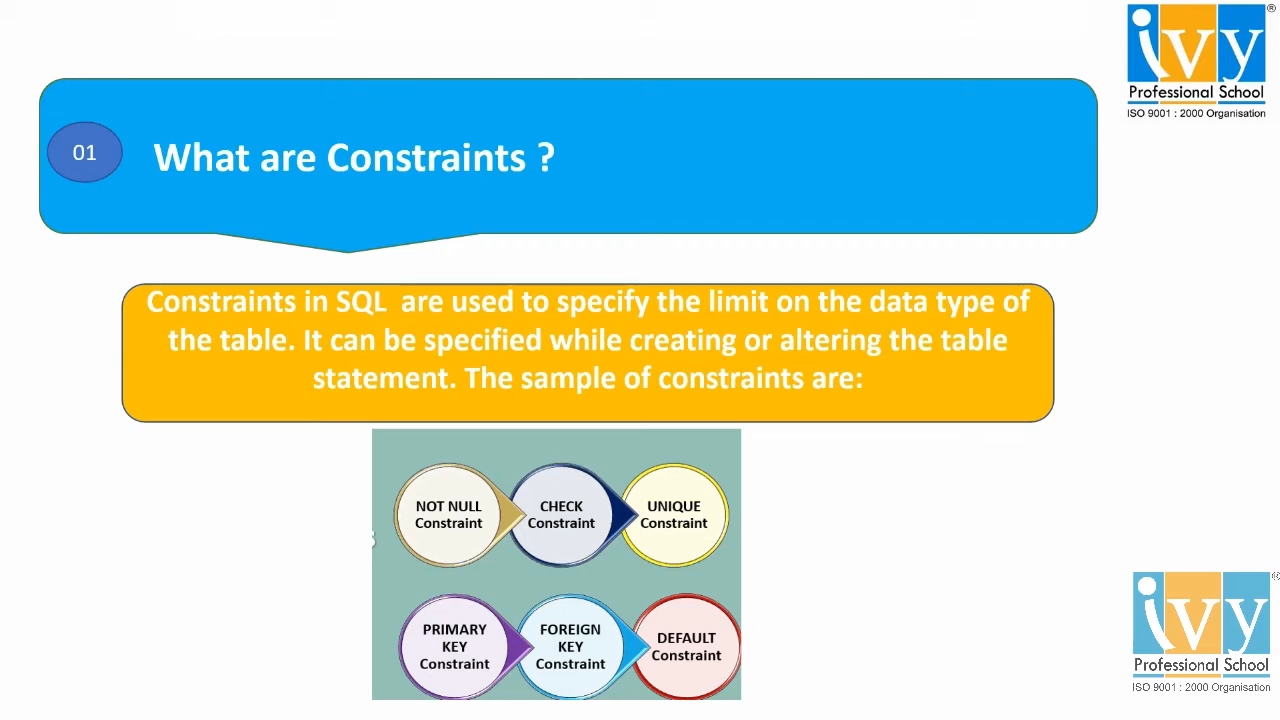 ivy
®
Professional School
ISO 9001 : 2000 Organisation
01
What are Constraints ?
Constraints in SQL are used to specify the limit on the data type of
the table. It can be specified while creating or altering the table
statement. The sample of constraints are:
NOT NULL
Constraint
CHECK
Constraint
UNIQUE
Constraint
PRIMARY
KEY
Constraint
FOREIGN
KEY
Constraint
DEFAULT
Constraint
s
ivy
®
Professional School
ISO 9001 : 2000 Organisation